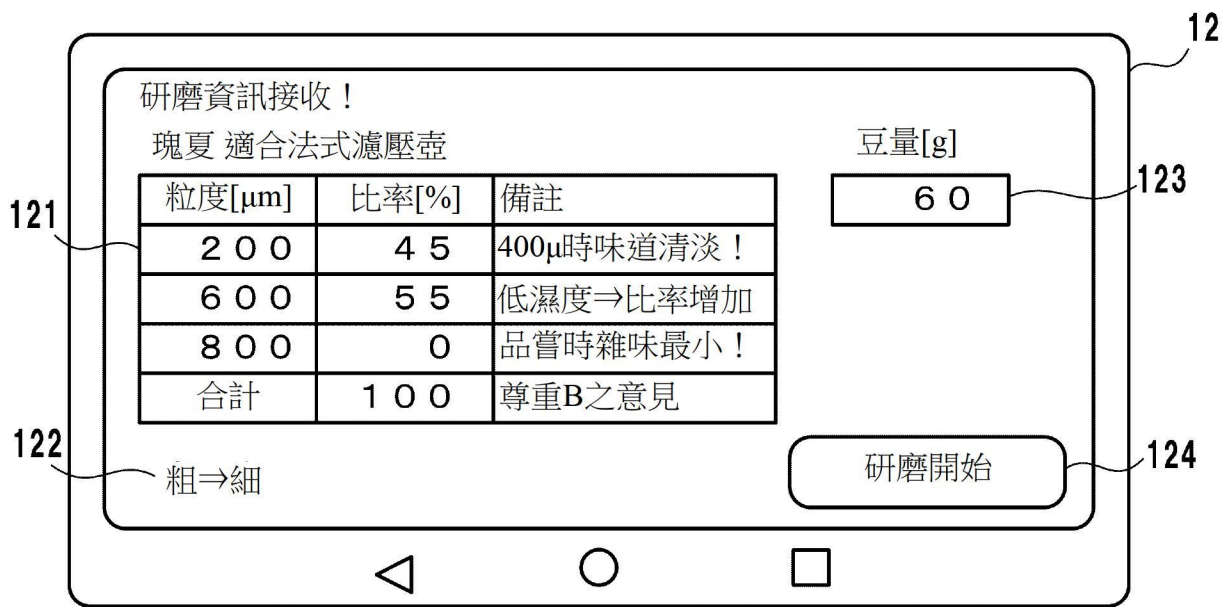 12
研磨資訊接收！
瑰夏 適合法式濾壓壺
豆量[g]
６０
123
121
粒度[μm] 比率[%] 備註
２００ ４５ 400μ時味道清淡！
６００ ５５ 低濕度⇒比率增加
８００ ０ 品嘗時雜味最小！
合計 １００ 尊重B之意見
122
粗⇒細
研磨開始
124